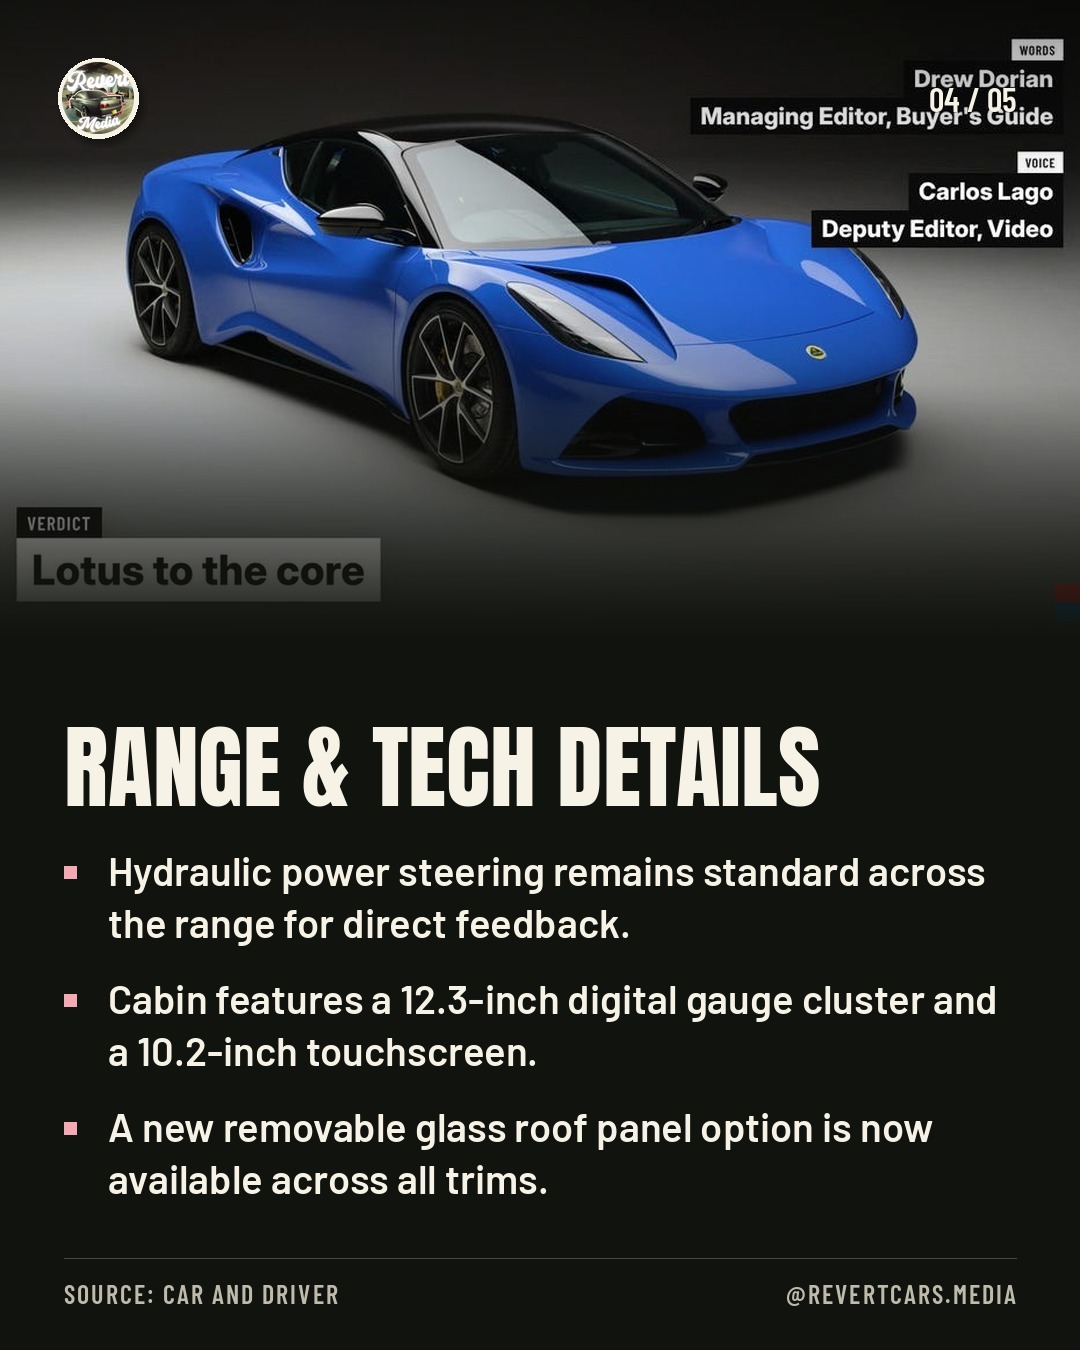 Revert
Media
WORDS
Drew Dorian
04 / 05
Managing Editor, Buyer's Guide
VOICE
Carlos Lago
Deputy Editor, Video
VERDICT
Lotus to the core
RANGE & TECH DETAILS
Hydraulic power steering remains standard across
the range for direct feedback.
Cabin features a 12.3-inch digital gauge cluster and
a 10.2-inch touchscreen.
A new removable glass roof panel option is now
available across all trims.
SOURCE: CAR AND DRIVER
@REVERTCARS.MEDIA